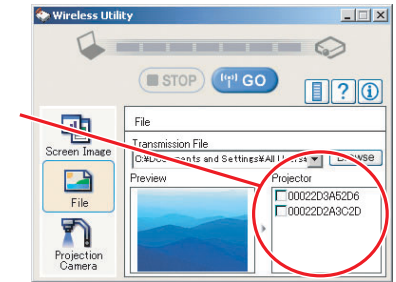 Wireless Utility
STOP
GO
?
i
File
Transmission File
Screen Image
Browse
Preview
Projector
00022D3A52D6
00022D2A3C2D
File
Projection
Camera